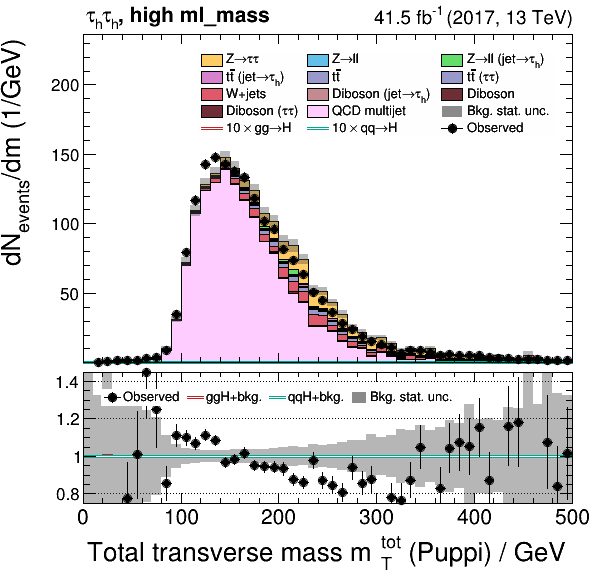 τhτh, high ml_mass 41.5 fb-1 (2017, 13 TeV)
dNevents/dm (1/GeV)
200
150
100
50
Z→ττ Z→ll Z→ll (jet→τh)
tt̄ (jet→τh) tt̄ tt̄ (ττ)
W+jets Diboson (jet→τh) Diboson
Diboson (ττ) QCD multijet Bkg. stat. unc.
10 × gg→H 10 × qq→H Observed
1.4
1.2
1
0.8
Observed ggH+bkg. qqH+bkg. Bkg. stat. unc.
0 100 200 300 400 500
Total transverse mass m T tot (Puppi) / GeV